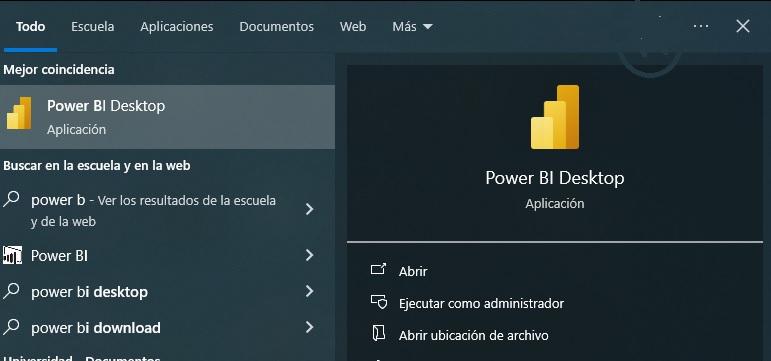 Todo Escuela Aplicaciones Documentos Web Más
Mejor coincidencia
Power BI Desktop
Aplicación
Buscar en la escuela y en la web
power b - Ver los resultados de la escuela
y de la web
Power BI
power bi desktop
power bi download
Universidad - Documentos
Power BI Desktop
Aplicación
Abrir
Ejecutar como administrador
Abrir ubicación de archivo